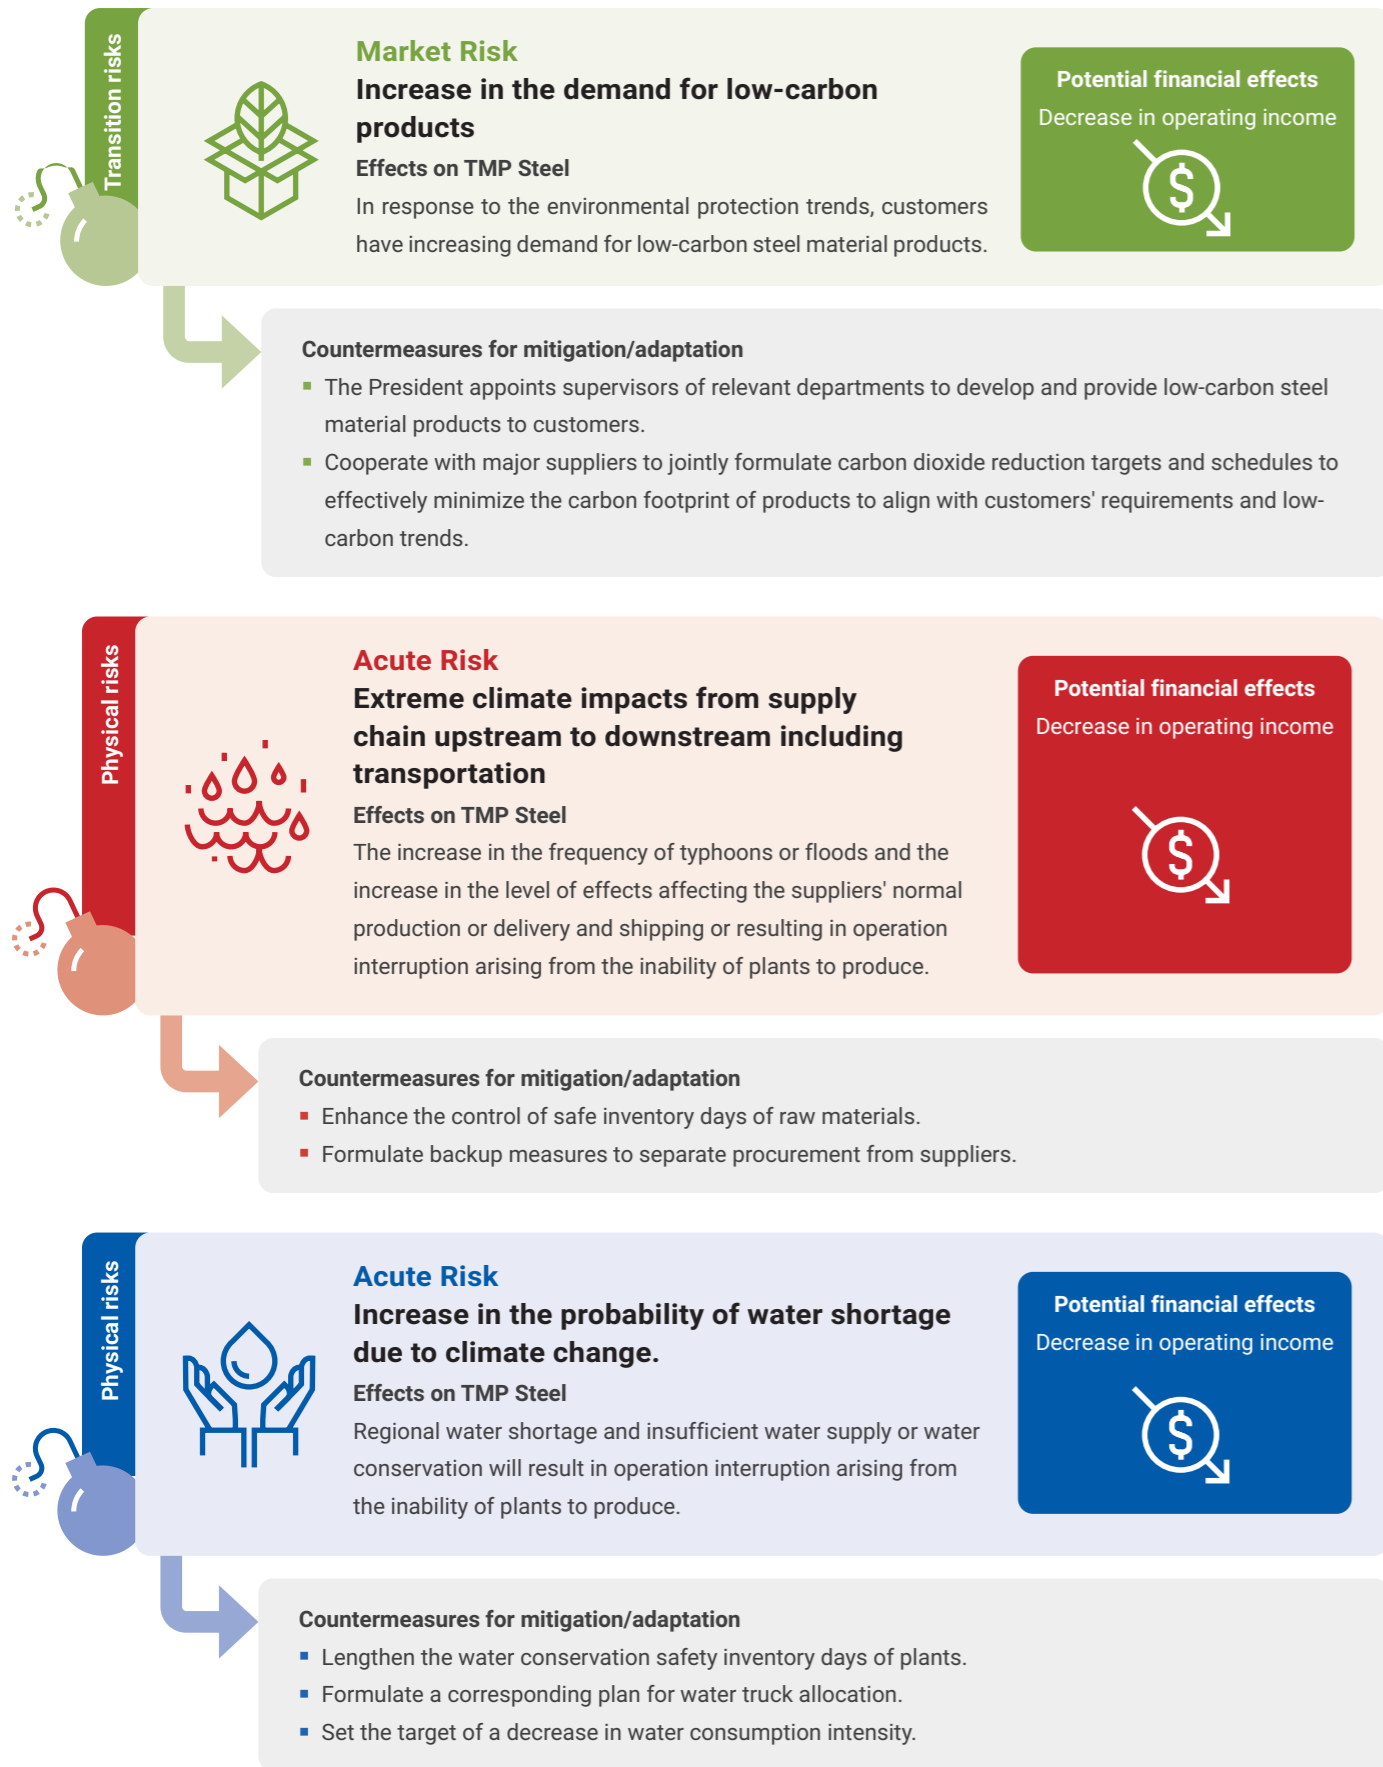 Transition risks
Market Risk
Increase in the demand for low-carbon
products
Effects on TMP Steel
In response to the environmental protection trends, customers
have increasing demand for low-carbon steel material products.
Potential financial effects
Decrease in operating income
$
Countermeasures for mitigation/adaptation
▪ The President appoints supervisors of relevant departments to develop and provide low-carbon steel
material products to customers.
▪ Cooperate with major suppliers to jointly formulate carbon dioxide reduction targets and schedules to
effectively minimize the carbon footprint of products to align with customers' requirements and low-
carbon trends.
Physical risks
Acute Risk
Extreme climate impacts from supply
chain upstream to downstream including
transportation
Effects on TMP Steel
The increase in the frequency of typhoons or floods and the
increase in the level of effects affecting the suppliers' normal
production or delivery and shipping or resulting in operation
interruption arising from the inability of plants to produce.
Potential financial effects
Decrease in operating income
$
Countermeasures for mitigation/adaptation
▪ Enhance the control of safe inventory days of raw materials.
▪ Formulate backup measures to separate procurement from suppliers.
Physical risks
Acute Risk
Increase in the probability of water shortage
due to climate change.
Effects on TMP Steel
Regional water shortage and insufficient water supply or water
conservation will result in operation interruption arising from
the inability of plants to produce.
Potential financial effects
Decrease in operating income
$
Countermeasures for mitigation/adaptation
▪ Lengthen the water conservation safety inventory days of plants.
▪ Formulate a corresponding plan for water truck allocation.
▪ Set the target of a decrease in water consumption intensity.